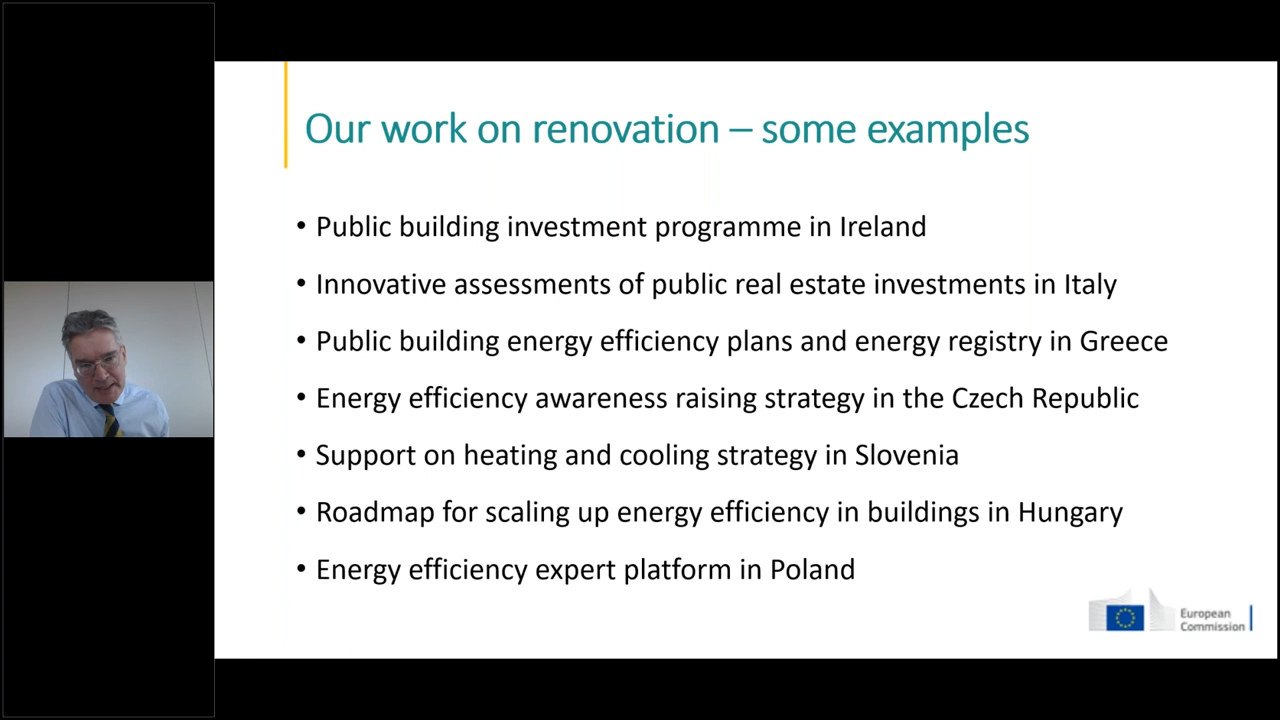 Our work on renovation – some examples
• Public building investment programme in Ireland
• Innovative assessments of public real estate investments in Italy
• Public building energy efficiency plans and energy registry in Greece
• Energy efficiency awareness raising strategy in the Czech Republic
• Support on heating and cooling strategy in Slovenia
• Roadmap for scaling up energy efficiency in buildings in Hungary
• Energy efficiency expert platform in Poland
European
Commission